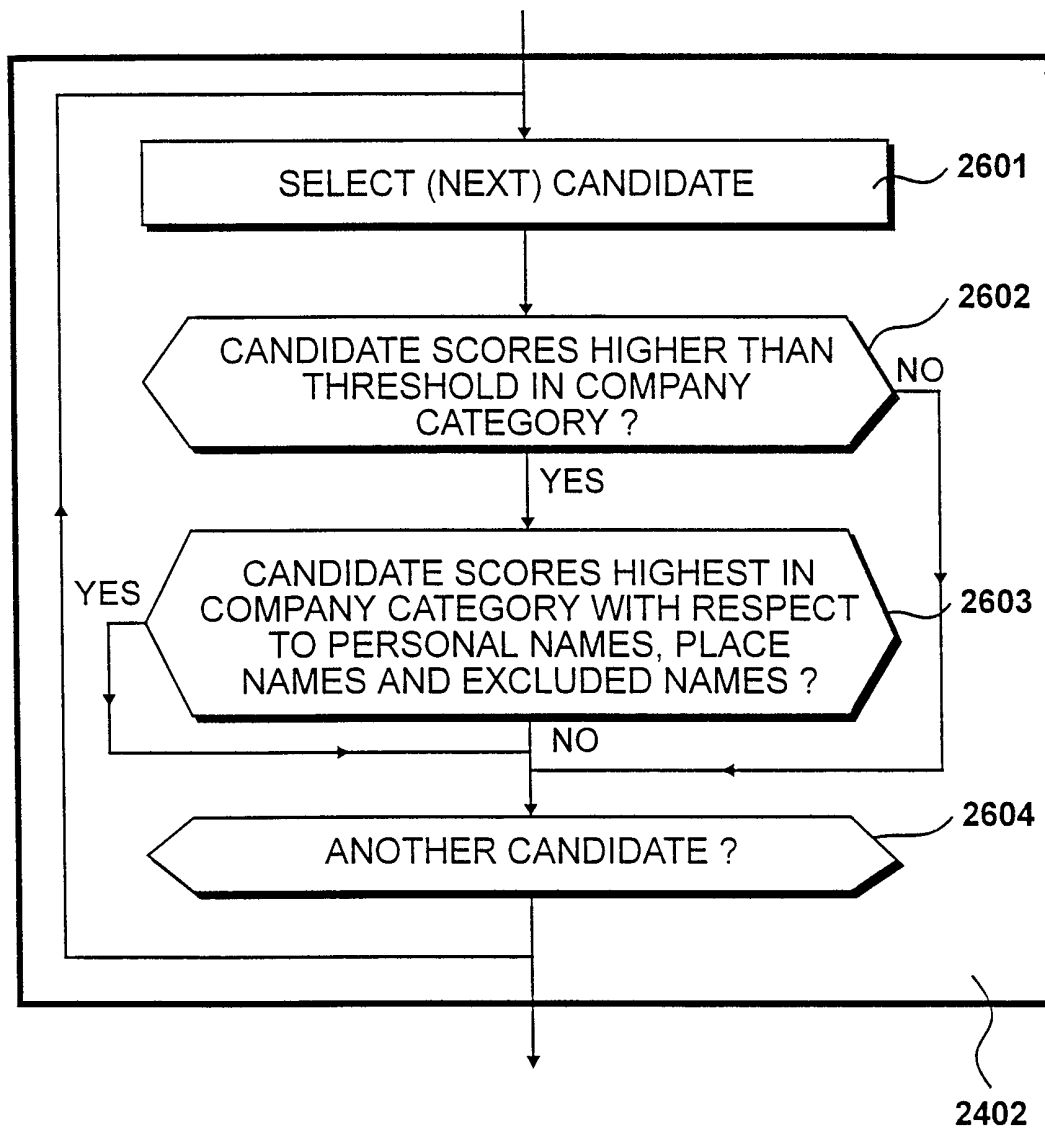 SELECT (NEXT) CANDIDATE
2601
2602
CANDIDATE SCORES HIGHER THAN
THRESHOLD IN COMPANY
CATEGORY ?
NO
YES
CANDIDATE SCORES HIGHEST IN
COMPANY CATEGORY WITH RESPECT
TO PERSONAL NAMES, PLACE
NAMES AND EXCLUDED NAMES ?
YES
2603
NO
2604
ANOTHER CANDIDATE ?
2402